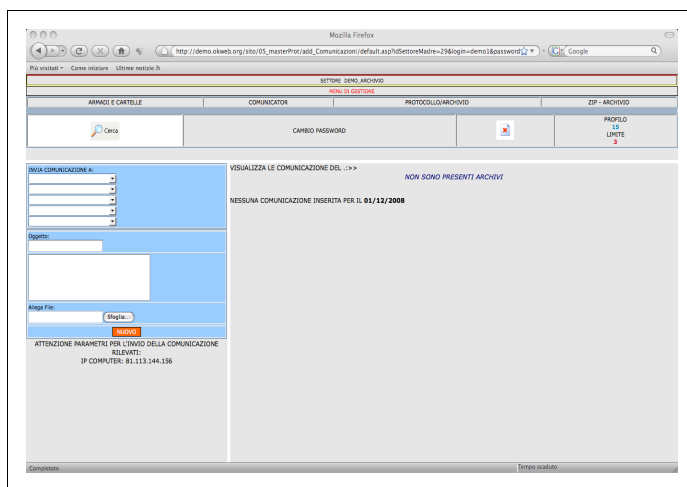 Mozilla Firefox
http://demo.okweb.org/sito/05_masterProt/add_Comunicazioni/default.asp?idSettoreMadre=29&login=demo1&password
Google
Più visitati
Come iniziare
Ultime notizie
SETTORE DEMO_ARCHIVIO
MENU DI GESTIONE
ARMADI E CARTELLE
COMUNICATOR
PROTOCOLLO/ARCHIVIO
ZIP - ARCHIVIO
Cerca
CAMBIO PASSWORD
PROFILO
15
LIMITE
3
INVIA COMUNICAZIONE A:
Oggetto:
Allega File:
Sfoglia...
NUOVO
ATTENZIONE PARAMETRI PER L'INVIO DELLA COMUNICAZIONE
RILEVATI:
IP COMPUTER: 81.113.144.156
VISUALIZZA LE COMUNICAZIONE DEL .:>>
NON SONO PRESENTI ARCHIVI
NESSUNA COMUNICAZIONE INSERITA PER IL 01/12/2008
Completato
Tempo scaduto